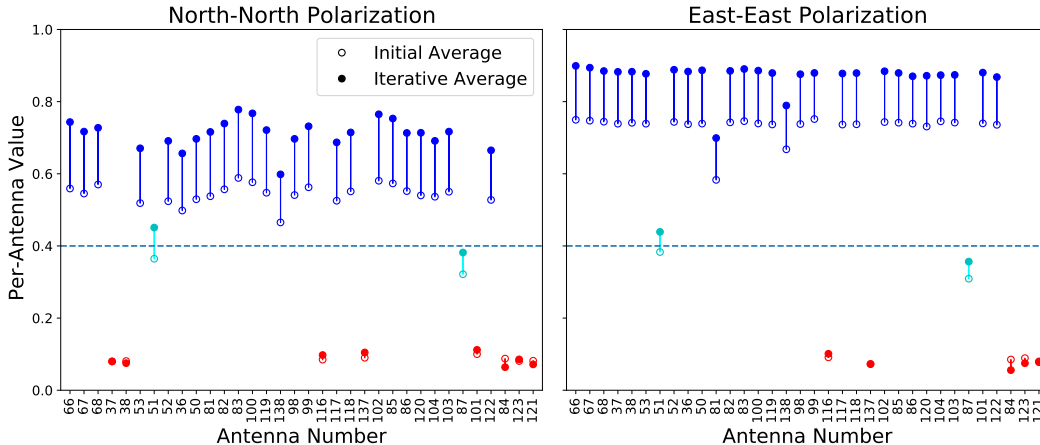 North-North Polarization
East-East Polarization
Initial Average
Iterative Average
Per-Antenna Value
1.0
0.8
0.6
0.4
0.2
0.0
66 67 68 37 38 53 51 52 36 50 81 82 83 100 119 138 98 99 116 117 118 137 102 85 86 120 104 103 87 101 122 84 123 121
66 67 68 37 38 53 51 52 36 50 81 82 83 100 119 138 98 99 116 117 118 137 102 85 86 120 104 103 87 101 122 84 123 121
Antenna Number
Antenna Number